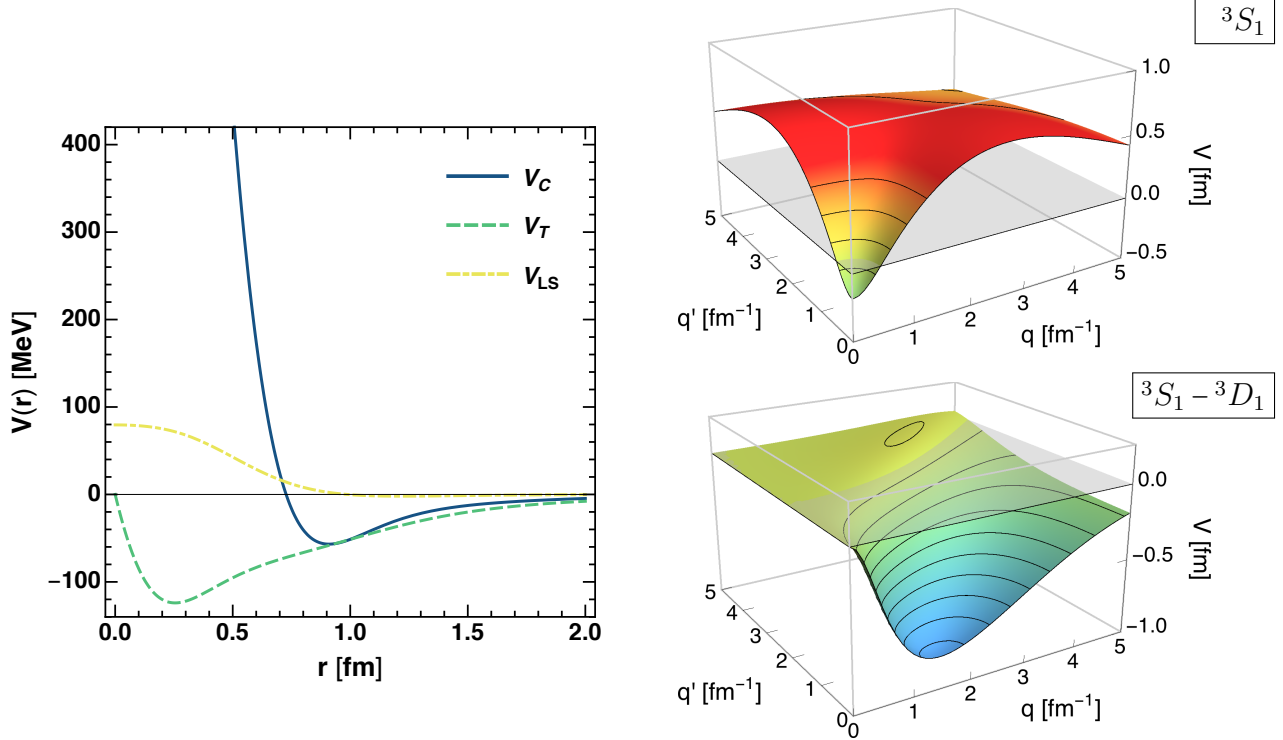 400
300
200
100
0
−100
0.0 0.5 1.0 1.5 2.0
V(r) [MeV]
r [fm]
V_C
V_T
V_LS
³S₁
1.0
0.5
0.0
−0.5
V [fm]
5
4
3
2
1
0
q' [fm⁻¹]
0 1 2 3 4 5
q [fm⁻¹]
³S₁ – ³D₁
0.0
−0.5
−1.0
V [fm]
5
4
3
2
1
0
q' [fm⁻¹]
0 1 2 3 4 5
q [fm⁻¹]